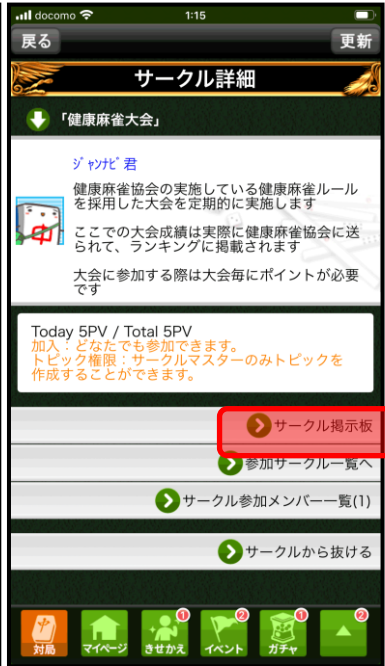 docomo 1:15
戻る
サークル詳細
更新
「健康麻雀大会」
ｼﾞｬﾝﾅﾋﾞ君
健康麻雀協会の実施している健康麻雀ルール
を採用した大会を定期的に実施します
ここでの大会成績は実際に健康麻雀協会に送
られて、ランキングに掲載されます
大会に参加する際は大会毎にポイントが必要
です
中
Today 5PV / Total 5PV
加入：どなたでも参加できます。
トピック権限：サークルマスターのみトピックを
作成することができます。
サークル掲示板
参加サークル一覧へ
サークル参加メンバー一覧(1)
サークルから抜ける
1 2 1 2
対局 マイページ きせかえ イベント ガチャ